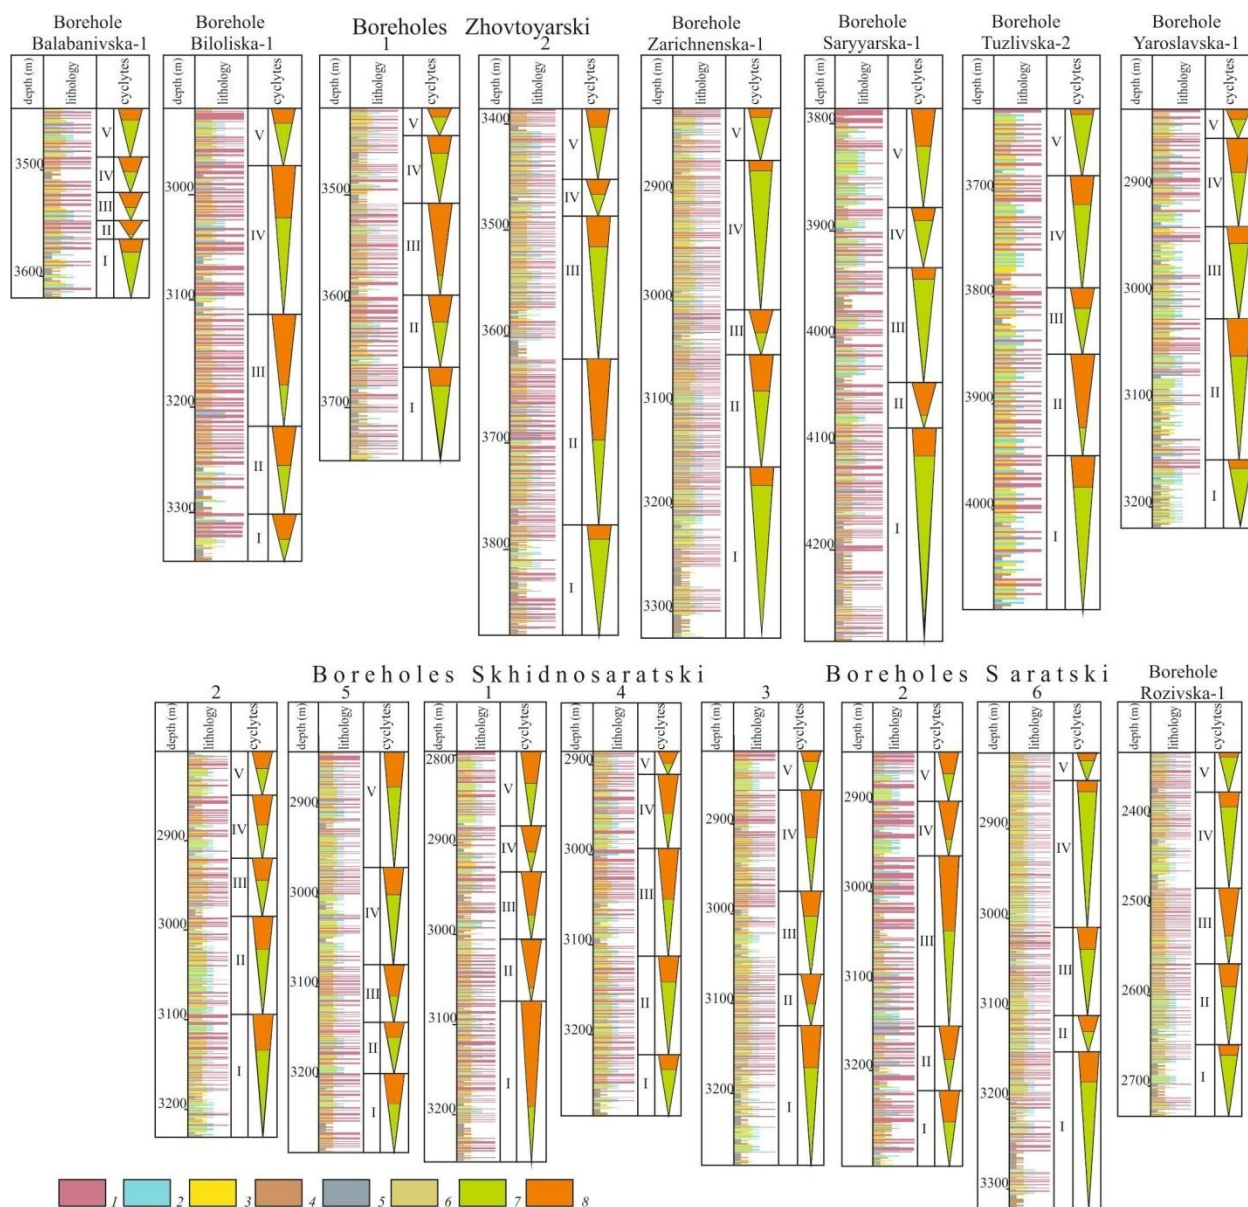 Borehole Balabanivska-1
Borehole Biloliska-1
Boreholes Zhovtoyarski
1 2
Borehole Zarichnenska-1
Borehole Saryyarska-1
Borehole Tuzlivska-2
Borehole Yaroslavska-1
depth (m) lithology cyclytes
3500
3600
V
IV
III
II
I
depth (m) lithology cyclytes
3000
3100
3200
3300
V
IV
III
II
I
depth (m) lithology cyclytes
3500
3600
3700
V
IV
III
II
I
depth (m) lithology cyclytes
3400
3500
3600
3700
3800
V
IV
III
II
I
depth (m) lithology cyclytes
2900
3000
3100
3200
3300
V
IV
III
II
I
depth (m) lithology cyclytes
3800
3900
4000
4100
4200
V
IV
III
II
I
depth (m) lithology cyclytes
3700
3800
3900
4000
V
IV
III
II
I
depth (m) lithology cyclytes
2900
3000
3100
3200
V
IV
III
II
I
Boreholes Skhidnosaratski
2 5 1 4 3
Boreholes Saratski
2 6
Borehole Rozivska-1
depth (m) lithology cyclytes
2900
3000
3100
3200
V
IV
III
II
I
depth (m) lithology cyclytes
2900
3000
3100
3200
V
IV
III
II
I
depth (m) lithology cyclytes
2800
2900
3000
3100
3200
V
IV
III
II
I
depth (m) lithology cyclytes
2900
3000
3100
3200
V
IV
III
II
I
depth (m) lithology cyclytes
2900
3000
3100
3200
V
IV
III
II
I
depth (m) lithology cyclytes
2900
3000
3100
3200
V
IV
III
II
I
depth (m) lithology cyclytes
2900
3000
3100
3200
3300
V
IV
III
II
I
depth (m) lithology cyclytes
2400
2500
2600
2700
V
IV
III
II
I
1 2 3 4 5 6 7 8